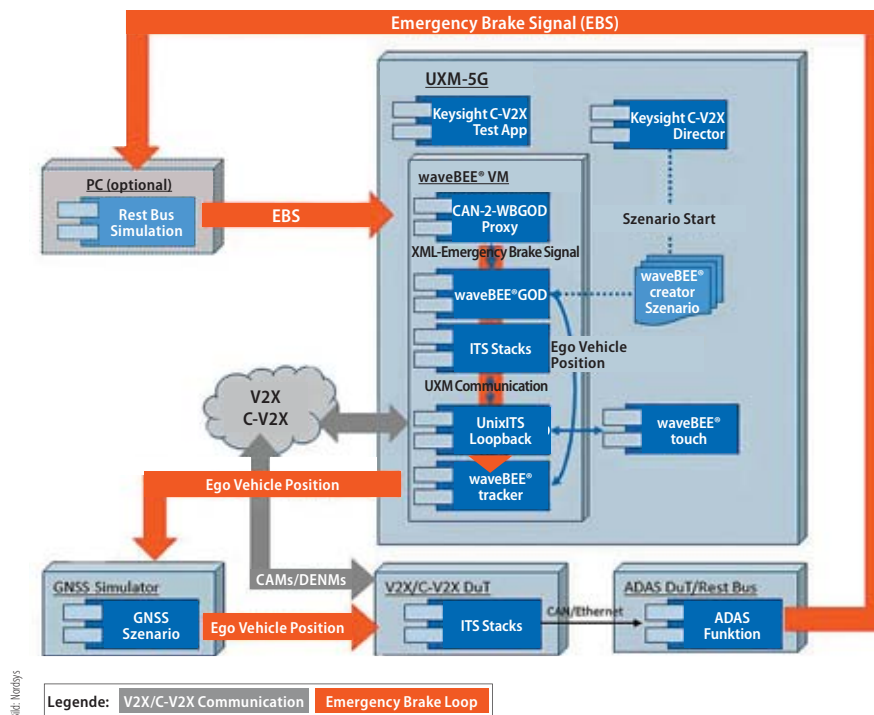 Emergency Brake Signal (EBS)
UXM-5G
Keysight C-V2X
Test App
Keysight C-V2X
Director
PC (optional)
Rest Bus
Simulation
EBS
waveBEE® VM
CAN-2-WBGOD
Proxy
XML-Emergency Brake Signal
Szenario Start
waveBEE®GOD
waveBEE®
creator
Szenario
ITS Stacks
Ego Vehicle
Position
UXM Communication
V2X
C-V2X
UnixITS
Loopback
waveBEE®
touch
waveBEE®
tracker
Ego Vehicle Position
CAMs/DENMs
GNSS Simulator
GNSS
Szenario
Ego Vehicle Position
V2X/C-V2X DuT
ITS Stacks
CAN/Ethernet
ADAS DuT/Rest Bus
ADAS
Funktion
Bild: Nordsys
Legende: V2X/C-V2X Communication Emergency Brake Loop